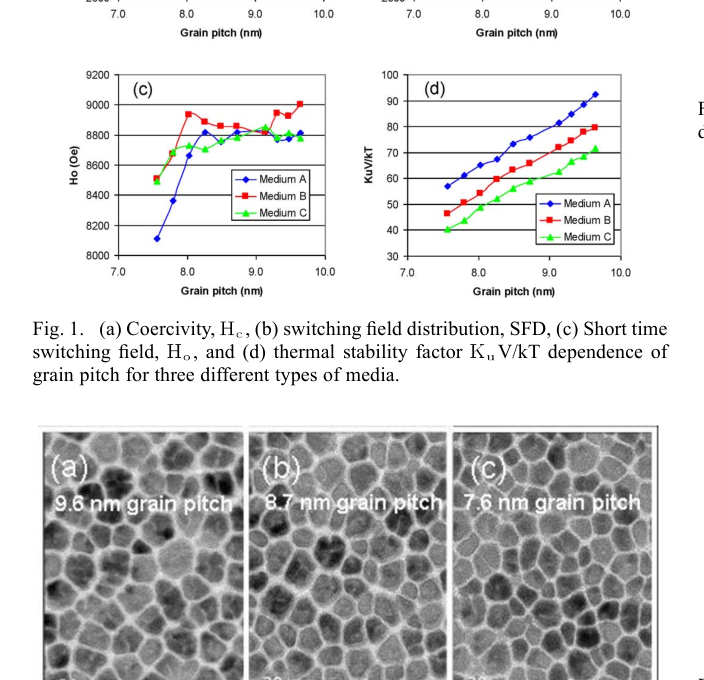 7.0 8.0 9.0 10.0 7.0 8.0 9.0 10.0
Grain pitch (nm) Grain pitch (nm)
(c)
9200
9000
8800
8600
8400
8200
8000
Ho (Oe)
Medium A
Medium B
Medium C
7.0 8.0 9.0 10.0
Grain pitch (nm)
(d)
100
90
80
70
60
50
40
30
KuV/kT
Medium A
Medium B
Medium C
7.0 8.0 9.0 10.0
Grain pitch (nm)
Fig. 1. (a) Coercivity, Hc, (b) switching field distribution, SFD, (c) Short time
switching field, Ho, and (d) thermal stability factor KuV/kT dependence of
grain pitch for three different types of media.
(a)
9.6 nm grain pitch
(b)
8.7 nm grain pitch
(c)
7.6 nm grain pitch